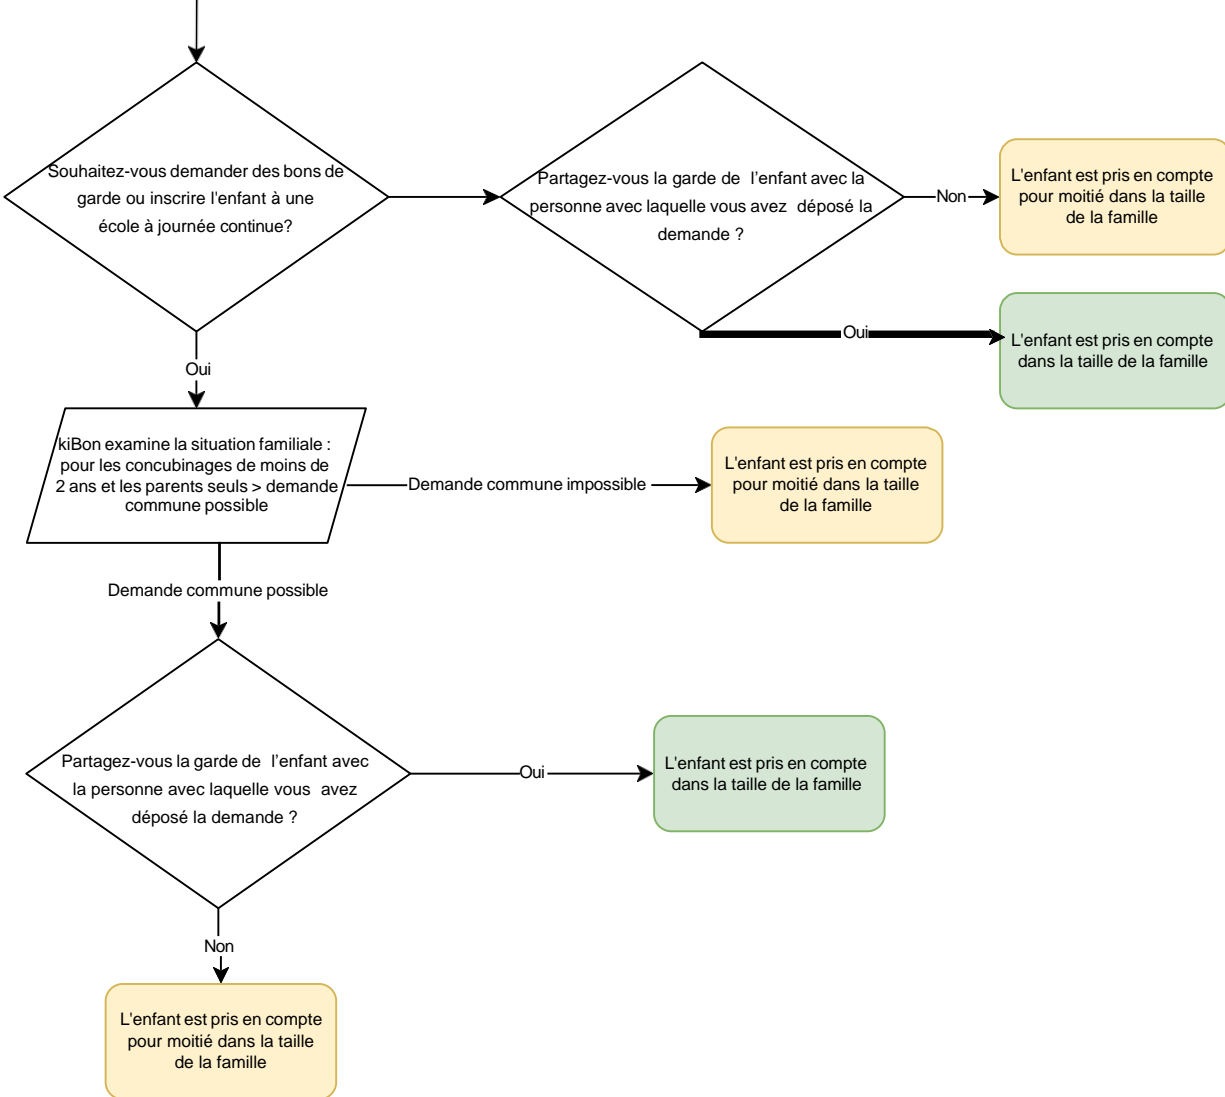 Souhaitez-vous demander des bons de
garde ou inscrire l'enfant à une
école à journée continue?
Partagez-vous la garde de l'enfant avec la
personne avec laquelle vous avez déposé la
demande ?
Non
L'enfant est pris en compte
pour moitié dans la taille
de la famille
Oui
L'enfant est pris en compte
dans la taille de la famille
Oui
kiBon examine la situation familiale :
pour les concubinages de moins de
2 ans et les parents seuls > demande
commune possible
Demande commune impossible
L'enfant est pris en compte
pour moitié dans la taille
de la famille
Demande commune possible
Partagez-vous la garde de l'enfant avec
la personne avec laquelle vous avez
déposé la demande ?
Oui
L'enfant est pris en compte
dans la taille de la famille
Non
L'enfant est pris en compte
pour moitié dans la taille
de la famille